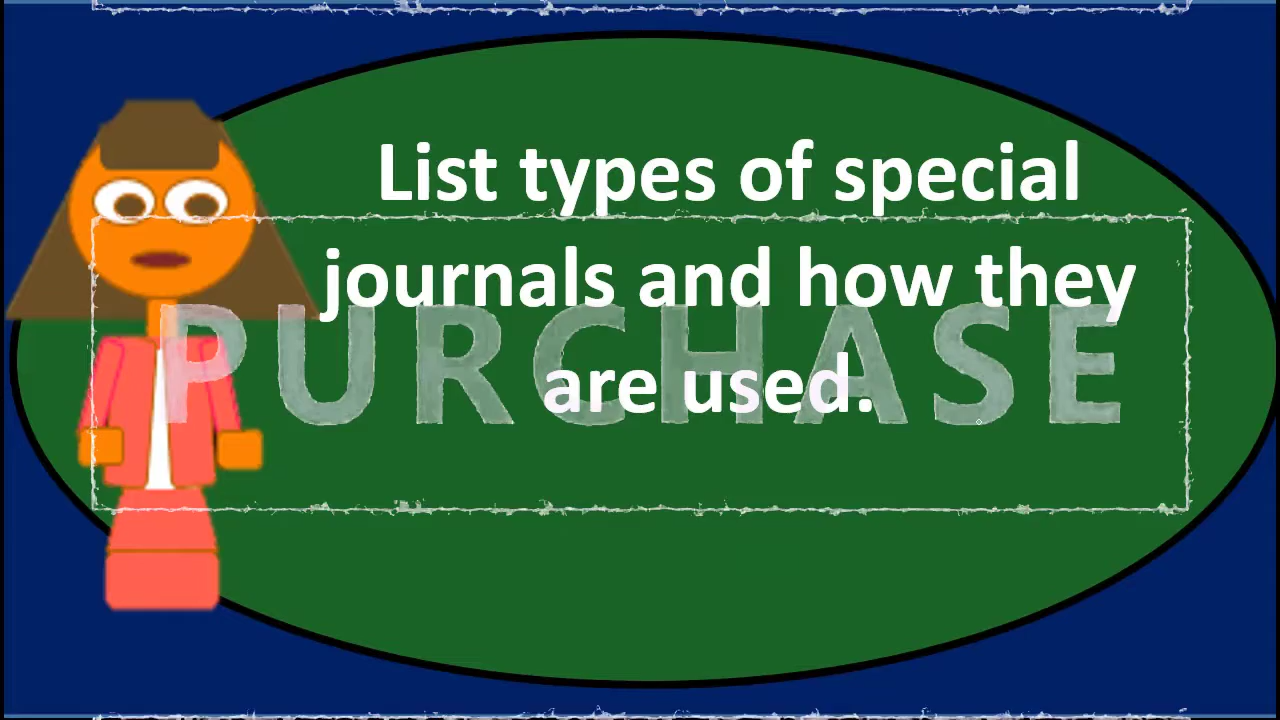 List types of special
journals and how they
PURCHASE
are used.